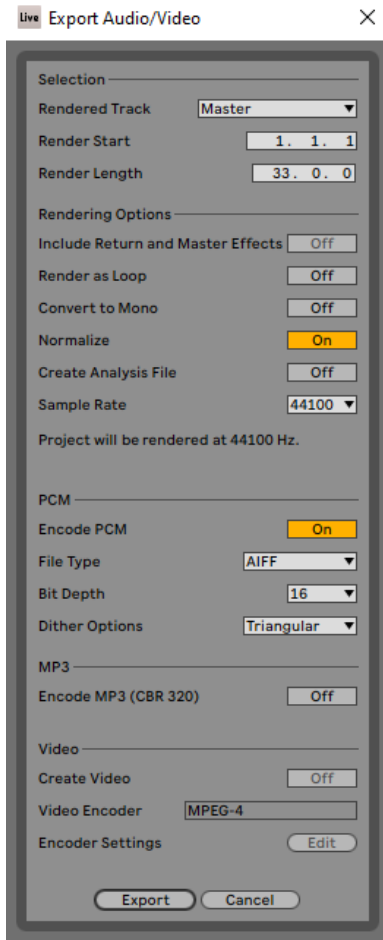 Live Export Audio/Video
Selection
Rendered Track Master
Render Start 1. 1. 1
Render Length 33. 0. 0
Rendering Options
Include Return and Master Effects Off
Render as Loop Off
Convert to Mono Off
Normalize On
Create Analysis File Off
Sample Rate 44100
Project will be rendered at 44100 Hz.
PCM
Encode PCM On
File Type AIFF
Bit Depth 16
Dither Options Triangular
MP3
Encode MP3 (CBR 320) Off
Video
Create Video Off
Video Encoder MPEG-4
Encoder Settings Edit
Export Cancel